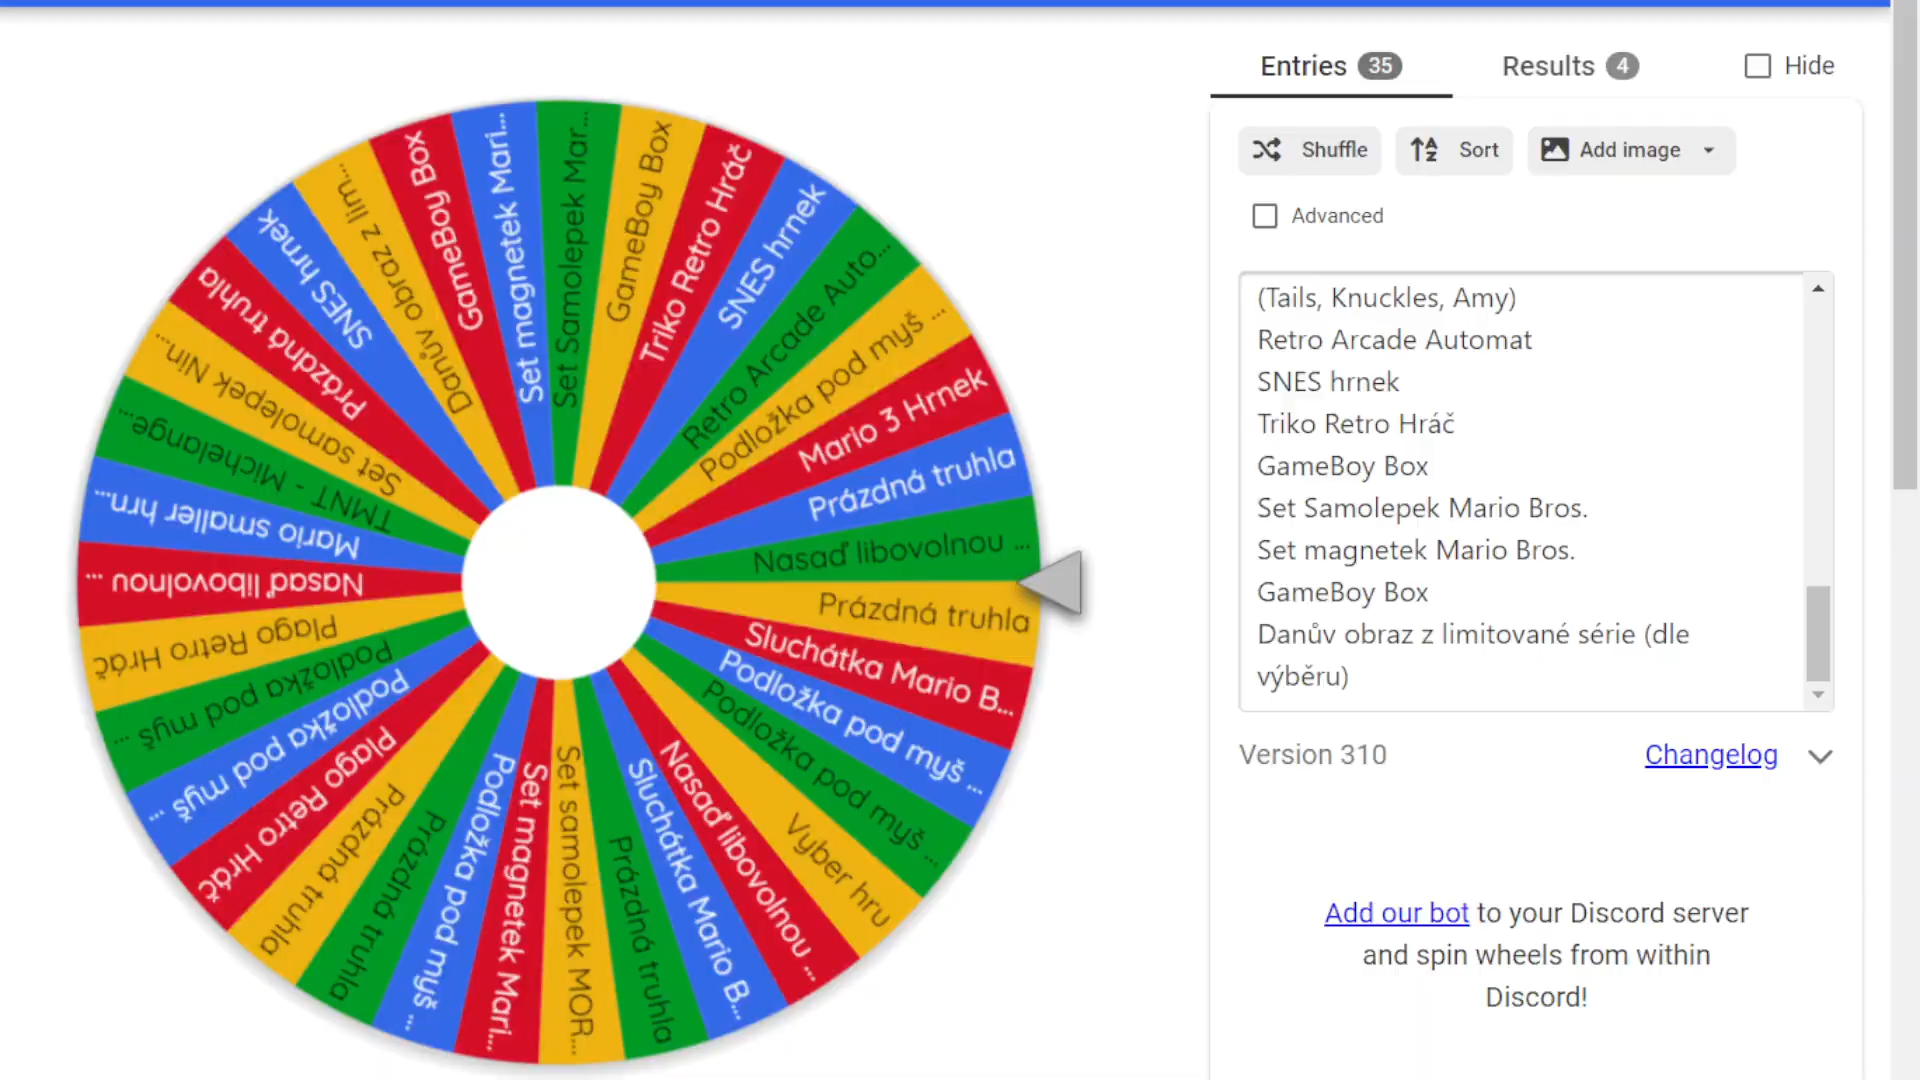 Entries 35
Results 4
Hide
Shuffle
Sort
Add image
Advanced
(Tails, Knuckles, Amy)
Retro Arcade Automat
SNES hrnek
Triko Retro Hráč
GameBoy Box
Set Samolepek Mario Bros.
Set magnetek Mario Bros.
GameBoy Box
Danův obraz z limitované série (dle
výběru)
Version 310
Changelog
Add our bot to your Discord server
and spin wheels from within
Discord!
Set Samolepek Mar...
GameBoy Box
Triko Retro Hráč
SNES hrnek
Retro Arcade Auto...
Podložka pod myš ...
Mario 3 Hrnek
Prázdná truhla
Nasaď libovolnou ...
Prázdná truhla
Sluchátka Mario B...
Podložka pod myš ...
Podložka pod myš ...
Vyber hru
Nasaď libovolnou ...
Sluchátka Mario B...
Prázdná truhla
Set samolepek MOR...
Set magnetek Mari...
Podložka pod myš ...
Prázdná truhla
Prázdná truhla
Plago Retro Hráč
Podložka pod myš ...
Podložka pod myš ...
Plago Retro Hráč
Nasaď libovolnou ...
Mario smaller hrn...
TMNT - Michelange...
Set samolepek Nin...
Prázdná truhla
SNES hrnek
Danův obraz z lim...
GameBoy Box
Set magnetek Mari...